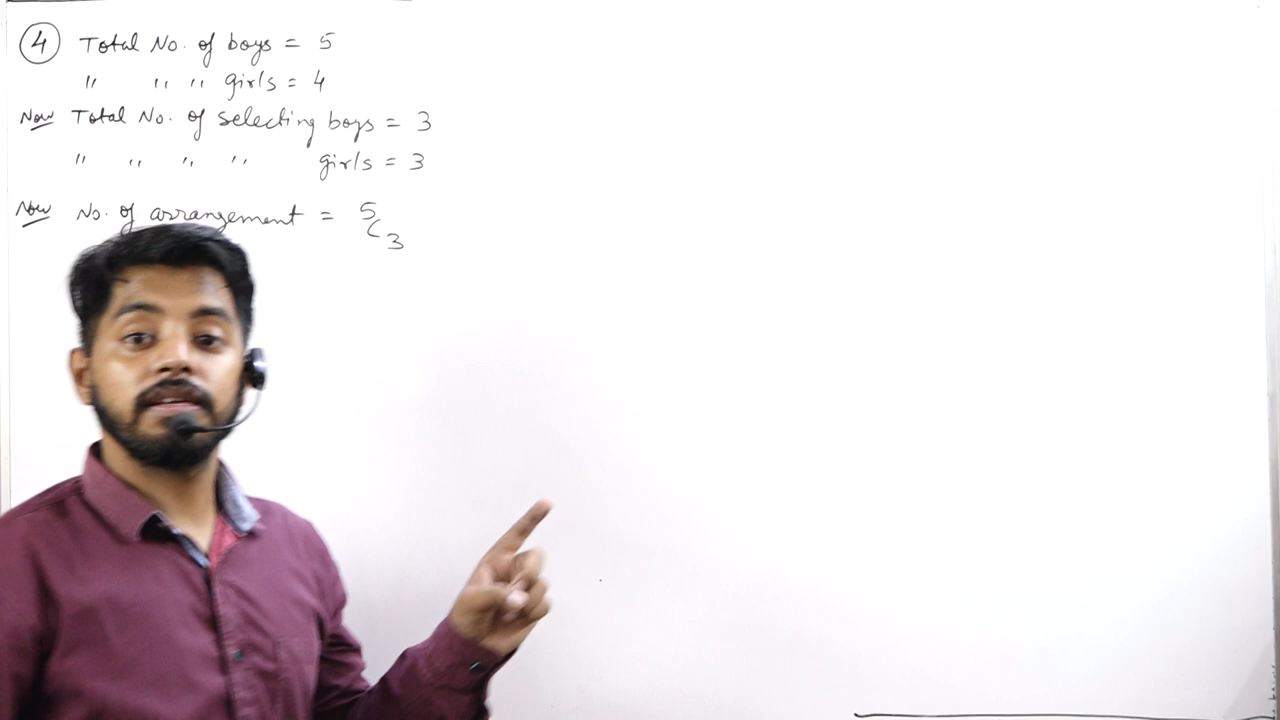 4 Total No. of boys = 5
" " " girls = 4
Now Total No. of selecting boys = 3
" " " " girls = 3
Now No. of arrangement = 5C3